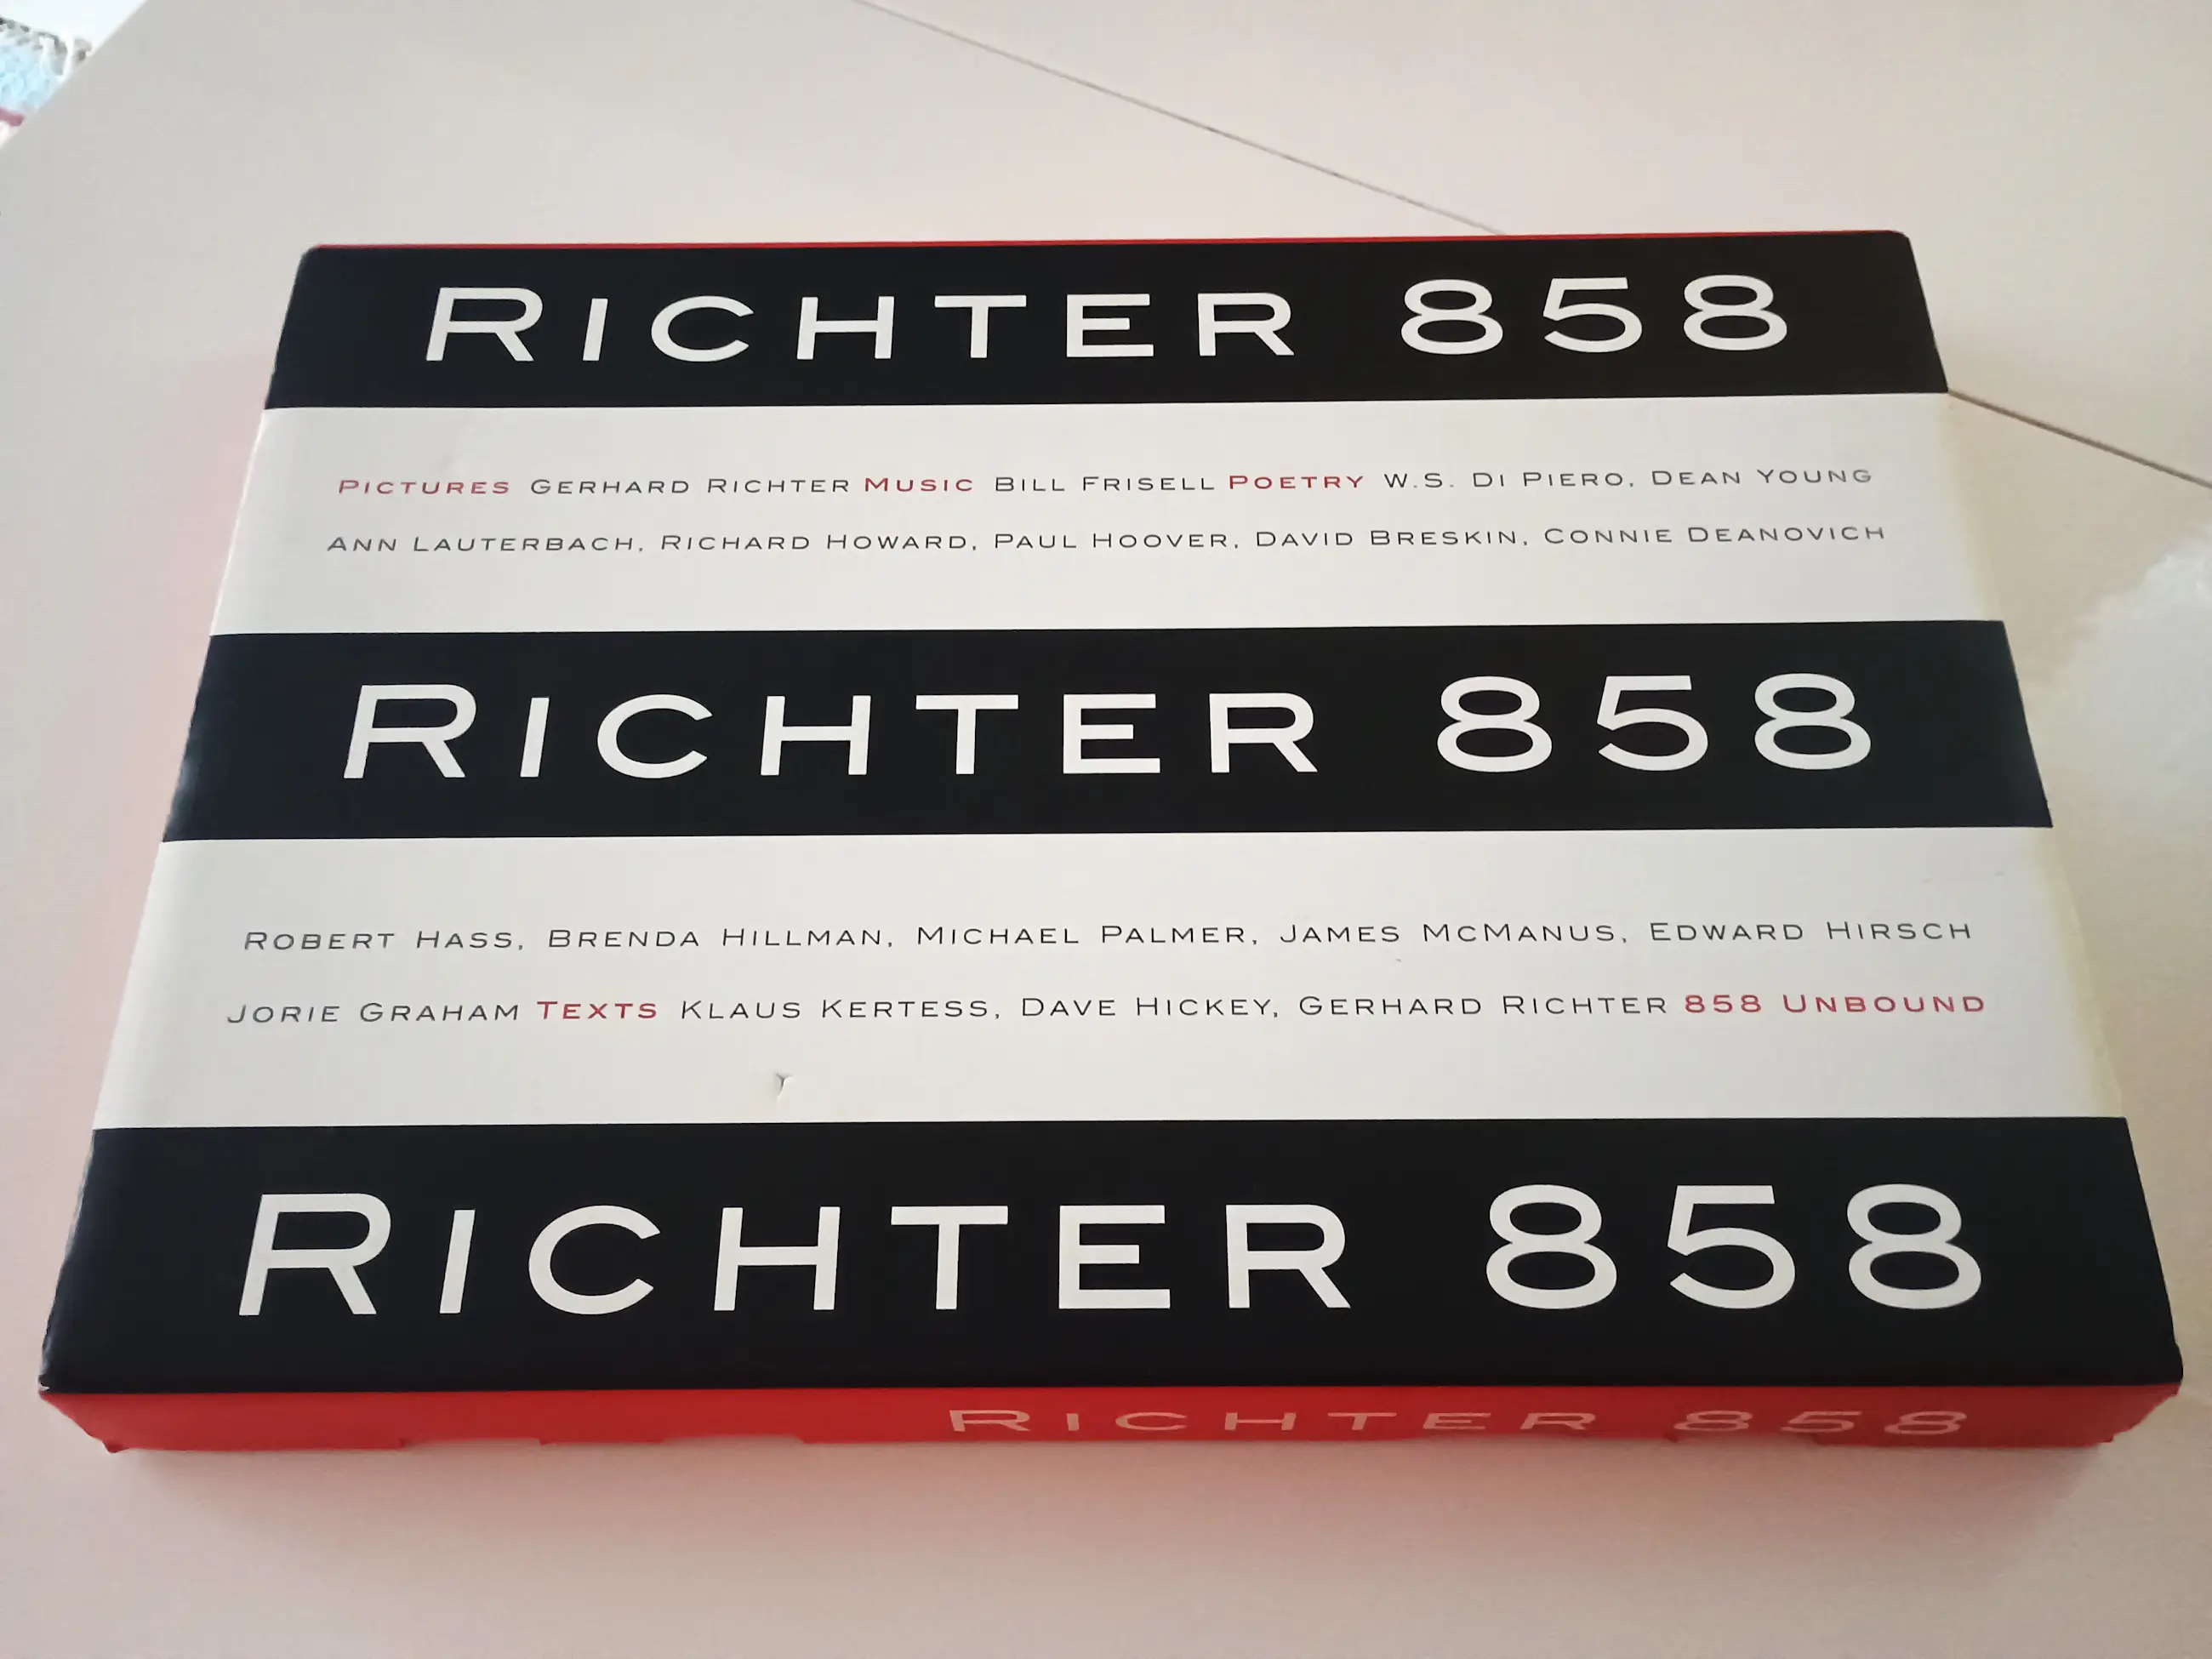 RICHTER 858
PICTURES GERHARD RICHTER MUSIC BILL FRISELL POETRY W.S. DI PIERO, DEAN YOUNG
ANN LAUTERBACH, RICHARD HOWARD, PAUL HOOVER, DAVID BRESKIN, CONNIE DEANOVICH
RICHTER 858
ROBERT HASS, BRENDA HILLMAN, MICHAEL PALMER, JAMES MCMANUS, EDWARD HIRSCH
JORIE GRAHAM TEXTS KLAUS KERTESS, DAVE HICKEY, GERHARD RICHTER 858 UNBOUND
RICHTER 858
RICHTER 858